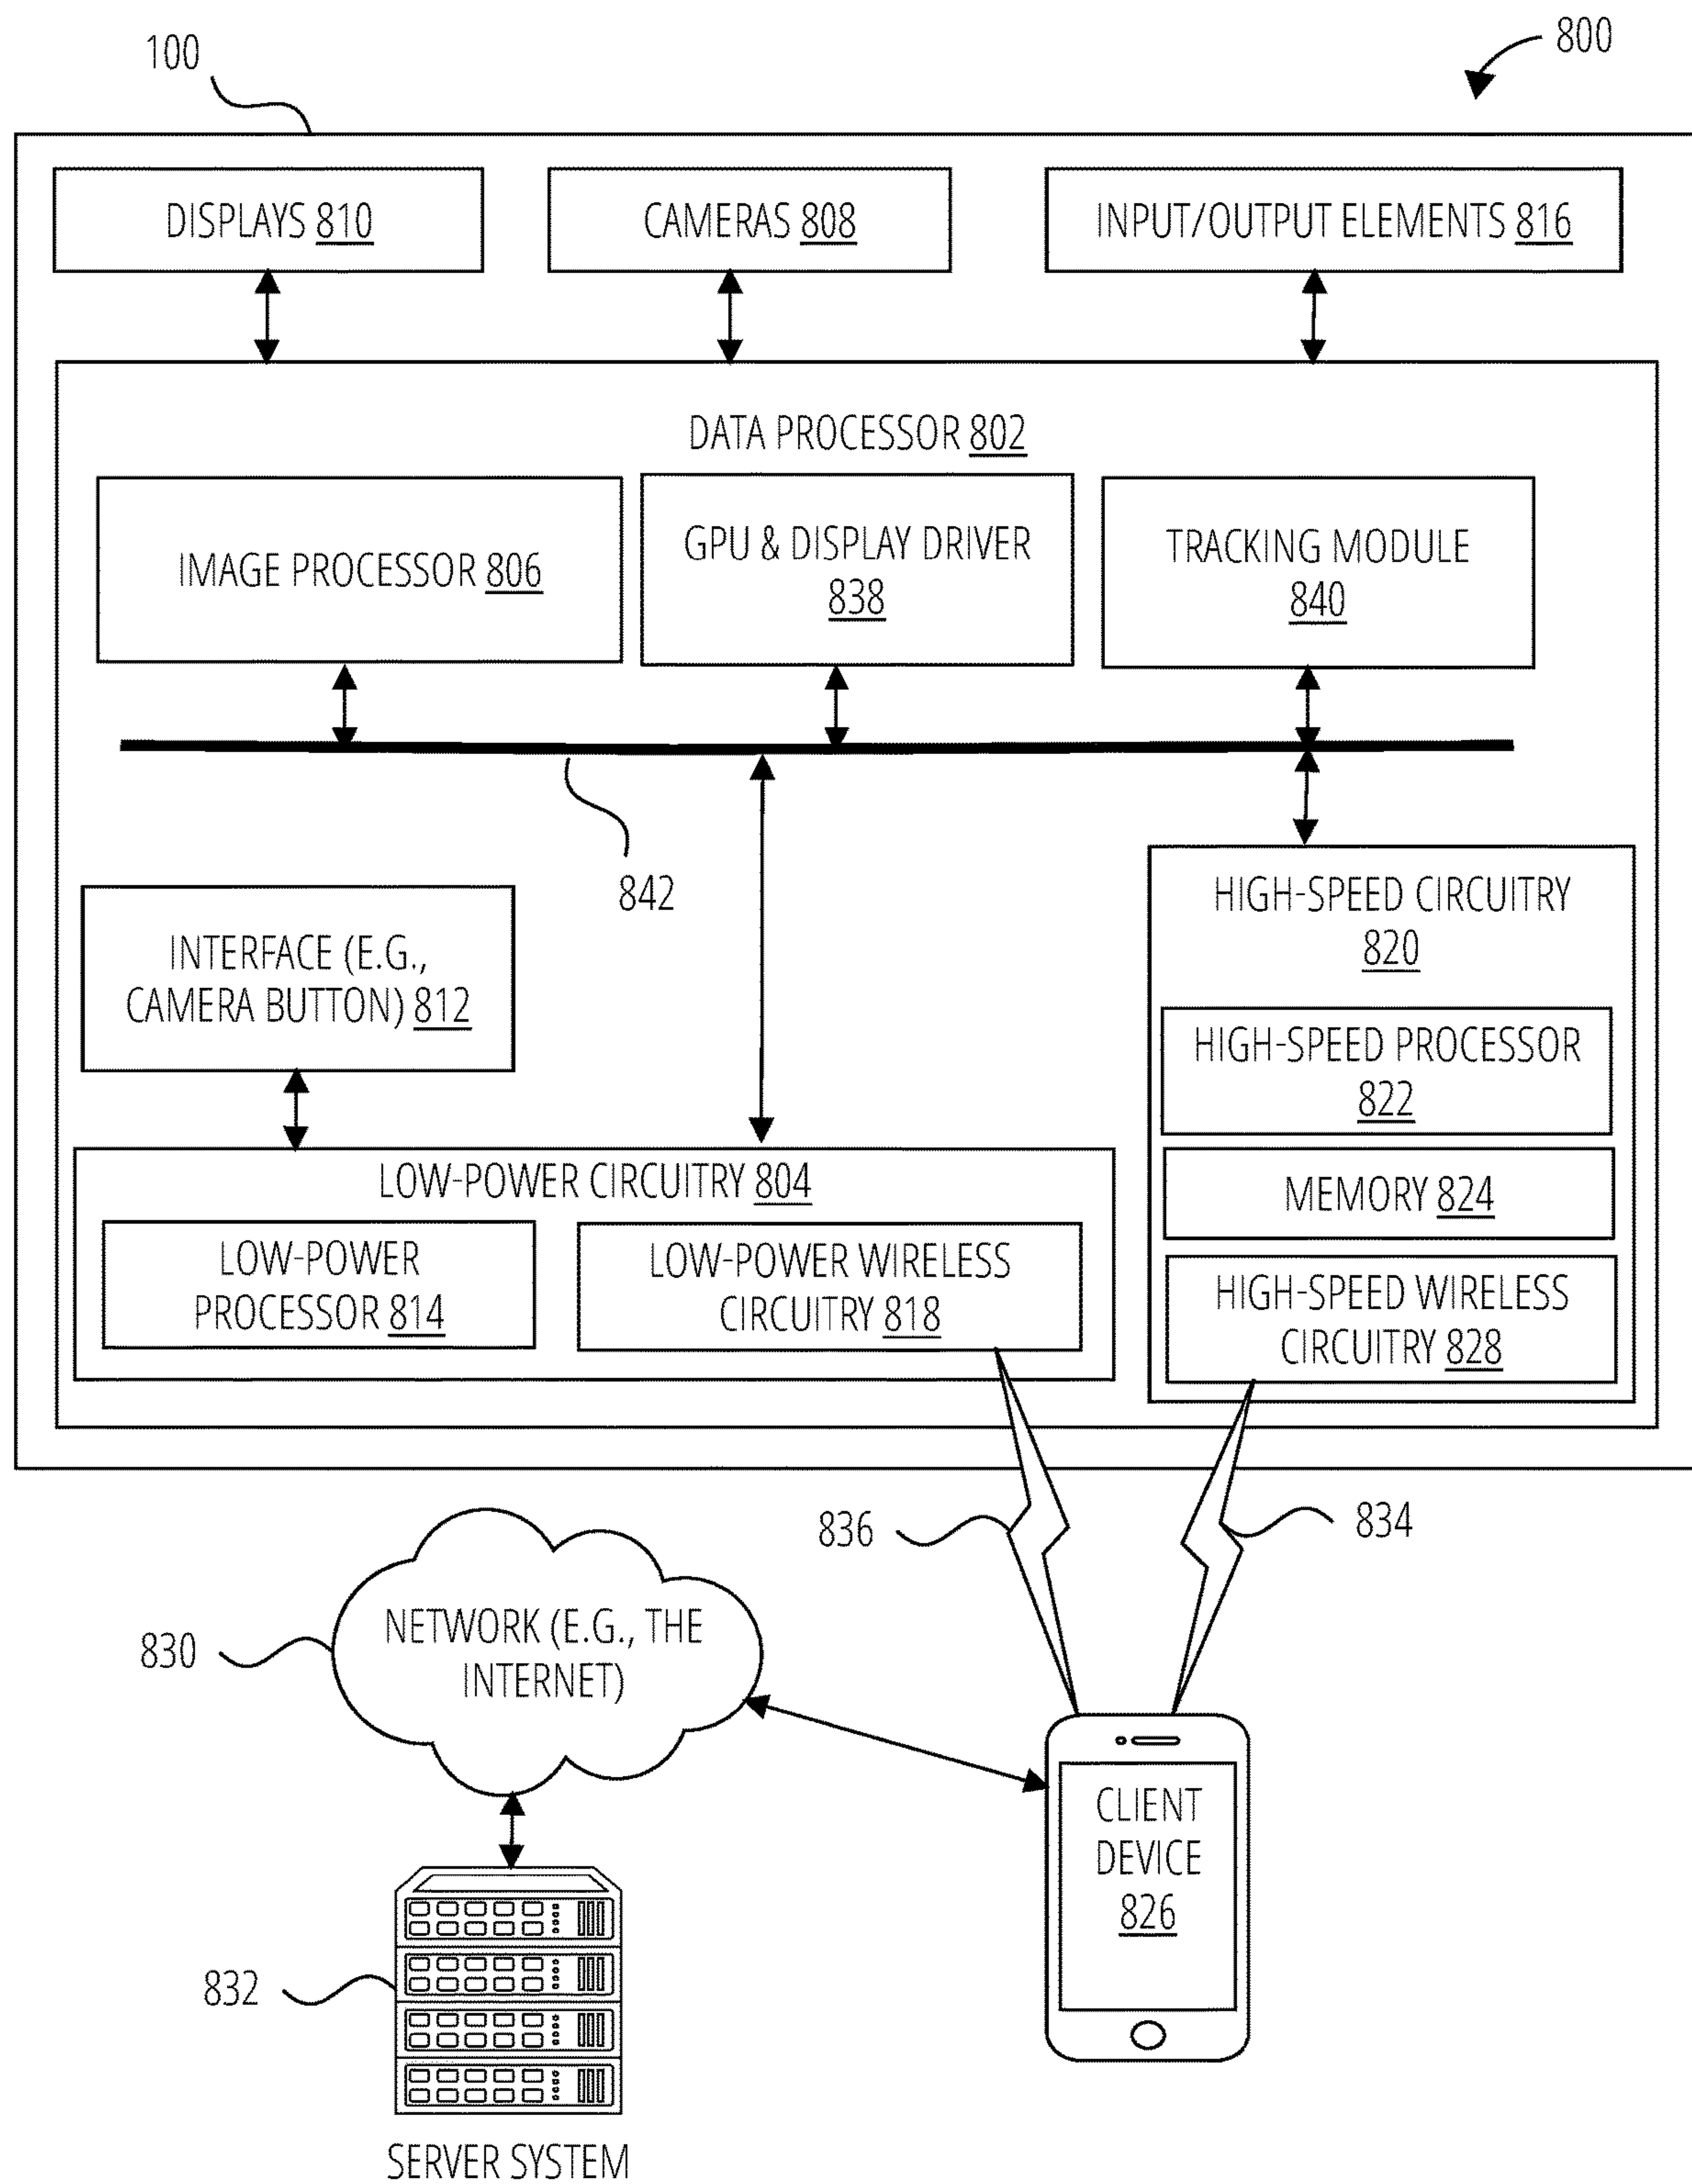 100
800
DISPLAYS 810
CAMERAS 808
INPUT/OUTPUT ELEMENTS 816
DATA PROCESSOR 802
IMAGE PROCESSOR 806
GPU & DISPLAY DRIVER
838
TRACKING MODULE
840
842
INTERFACE (E.G.,
CAMERA BUTTON) 812
HIGH-SPEED CIRCUITRY
820
HIGH-SPEED PROCESSOR
822
MEMORY 824
HIGH-SPEED WIRELESS
CIRCUITRY 828
LOW-POWER CIRCUITRY 804
LOW-POWER
PROCESSOR 814
LOW-POWER WIRELESS
CIRCUITRY 818
836
834
830
NETWORK (E.G., THE
INTERNET)
CLIENT
DEVICE
826
832
SERVER SYSTEM